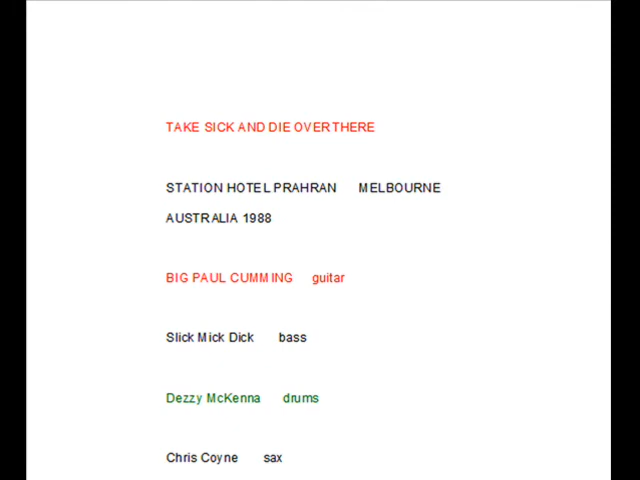 TAKE SICK AND DIE OVER THERE
STATION HOTEL PRAHRAN MELBOURNE
AUSTRALIA 1988
BIG PAUL CUMMING guitar
Slick Mick Dick bass
Dezzy McKenna drums
Chris Coyne sax